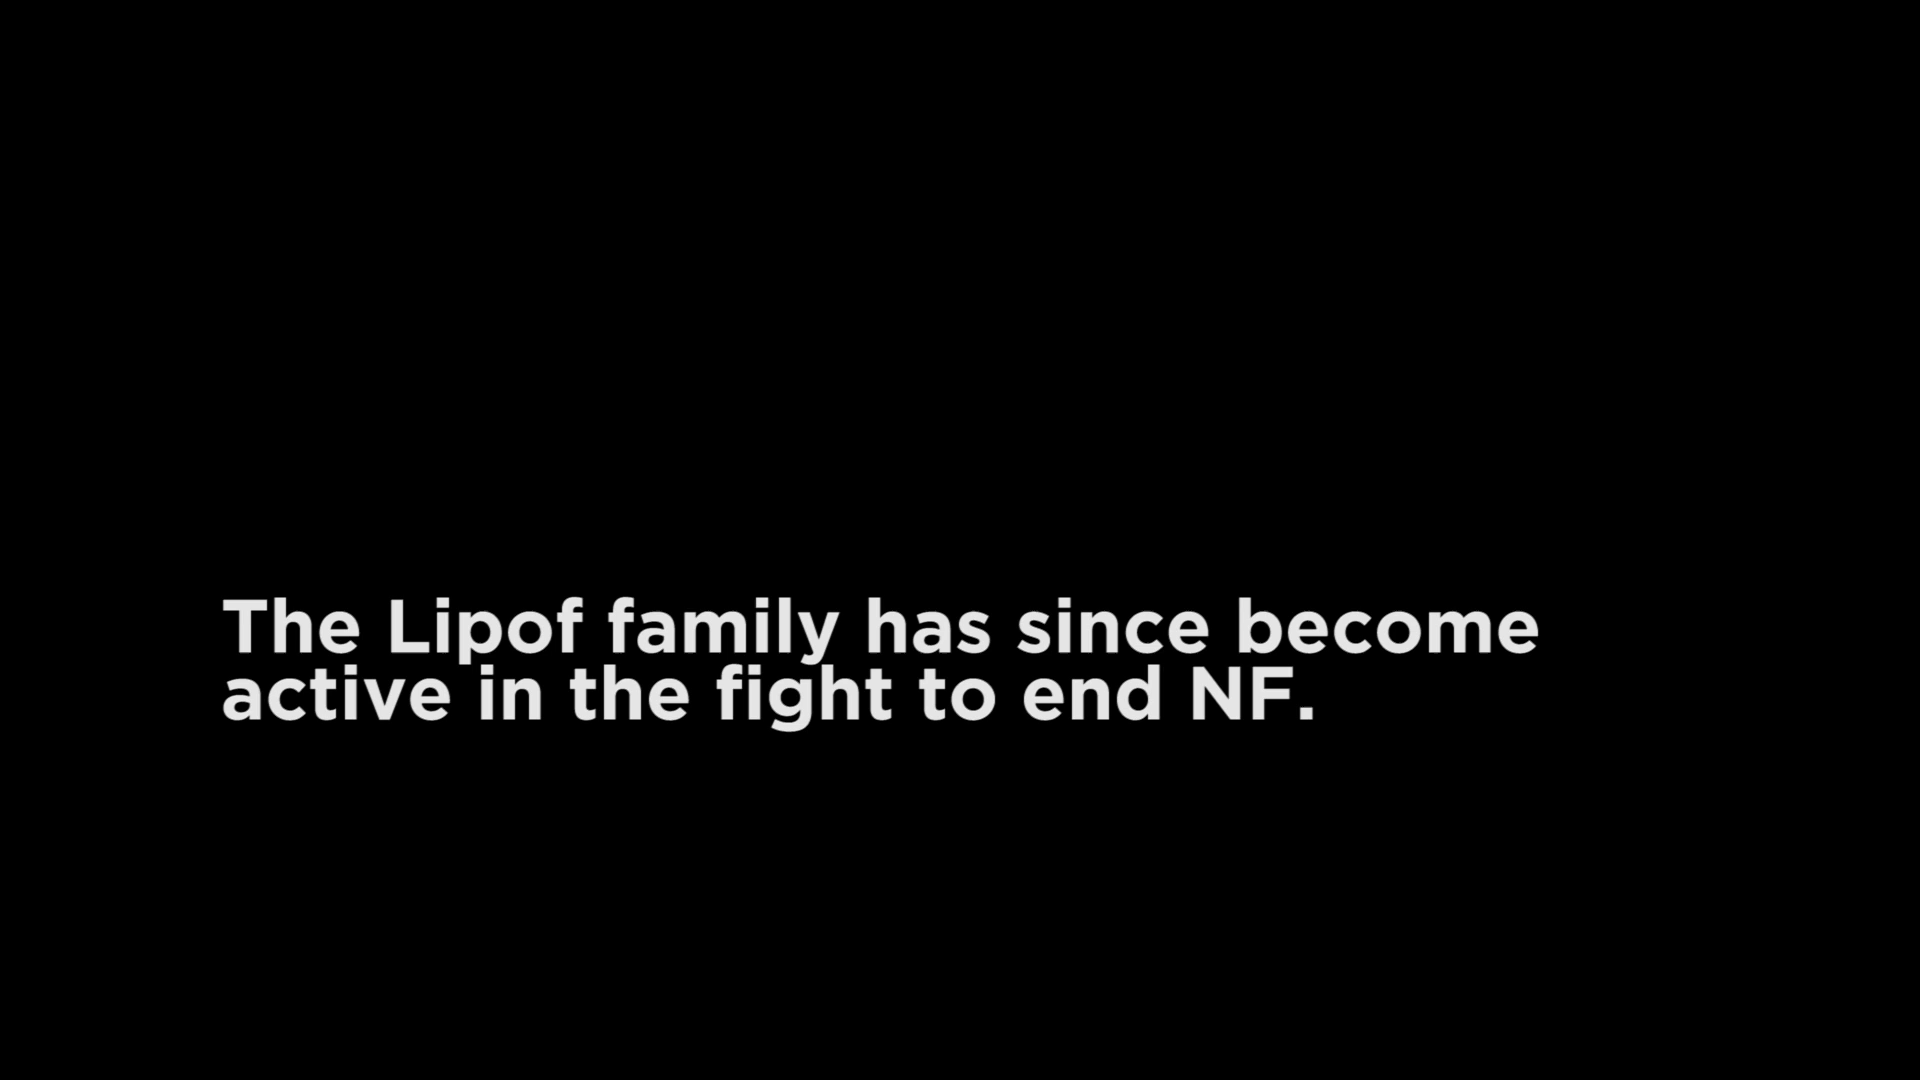 The Lipof family has since become
active in the fight to end NF.